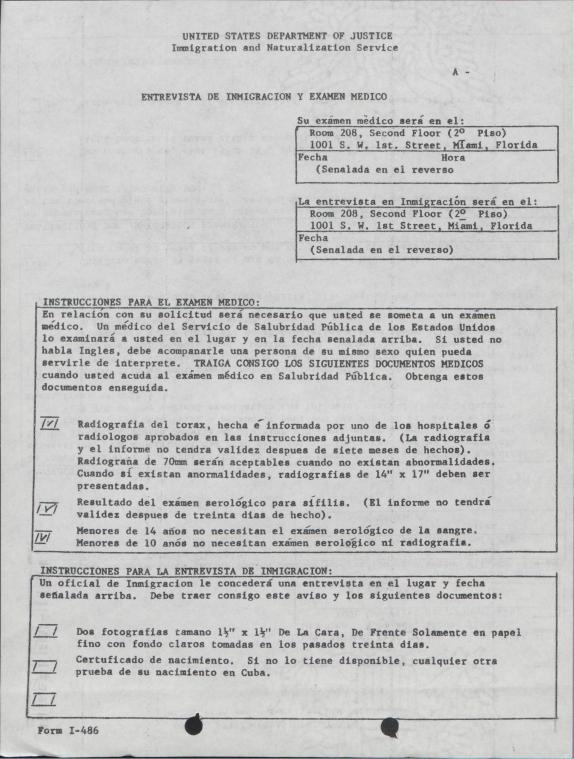 UNITED STATES DEPARTMENT OF JUSTICE
Immigration and Naturalization Service
A -
ENTREVISTA DE INMIGRACION Y EXAMEN MEDICO
Su exámen médico será en el:
Room 208, Second Floor (2º Piso)
1001 S. W. 1st. Street, Míami, Florida
Fecha Hora
(Senalada en el reverso
La entrevista en Inmigración será en el:
Room 208, Second Floor (2º Piso)
1001 S. W. 1st Street, Miami, Florida
Fecha
(Senalada en el reverso)
INSTRUCCIONES PARA EL EXAMEN MEDICO:
En relación con su solicitud será necesario que usted se someta a un exámen
médico. Un médico del Servicio de Salubridad Pública de los Estados Unidos
lo examinará a usted en el lugar y en la fecha senalada arriba. Si usted no
habla Ingles, debe acompanarle una persona de su mismo sexo quien pueda
servirle de interprete. TRAIGA CONSIGO LOS SIGUIENTES DOCUMENTOS MEDICOS
cuando usted acuda al exámen médico en Salubridad Pública. Obtenga estos
documentos enseguida.
Radiografia del torax, hecha é informada por uno de los hospitales ó
radiologos aprobados en las instrucciones adjuntas. (La radiografia
y el informe no tendra validez despues de siete meses de hechos).
Radiograña de 70mm serán aceptables cuando no existan abnormalidades.
Cuando sí existan anormalidades, radiografias de 14" x 17" deben ser
presentadas.
Resultado del exámen serológico para sífilis. (El informe no tendrá
validez despues de treinta dias de hecho).
Menores de 14 años no necesitan el exámen serológico de la sangre.
Menores de 10 anós no necesitan exámen serologíco ni radiografia.
INSTRUCCIONES PARA LA ENTREVISTA DE INMIGRACION:
Un oficial de Inmigracion le concederá una entrevista en el lugar y fecha
señalada arriba. Debe traer consigo este aviso y los siguientes documentos:
Dos fotografias tamano 1½" x 1½" De La Cara, De Frente Solamente en papel
fino con fondo claros tomadas en los pasados treinta dias.
Certuficado de nacimiento. Si no lo tiene disponible, cualquier otra
prueba de su nacimiento en Cuba.
Form I-486